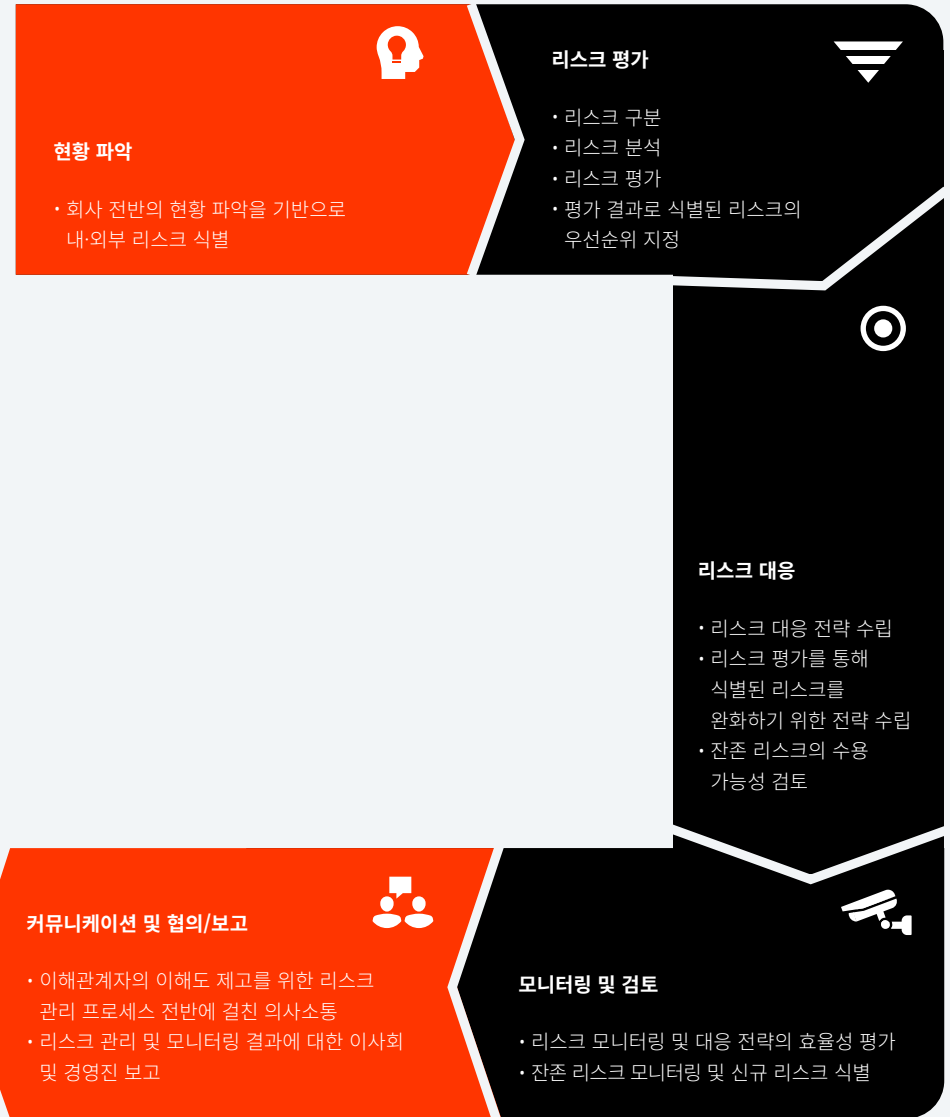 현황 파악
• 회사 전반의 현황 파악을 기반으로
내·외부 리스크 식별
리스크 평가
• 리스크 구분
• 리스크 분석
• 리스크 평가
• 평가 결과로 식별된 리스크의
우선순위 지정
리스크 대응
• 리스크 대응 전략 수립
• 리스크 평가를 통해
식별된 리스크를
완화하기 위한 전략 수립
• 잔존 리스크의 수용
가능성 검토
모니터링 및 검토
• 리스크 모니터링 및 대응 전략의 효율성 평가
• 잔존 리스크 모니터링 및 신규 리스크 식별
커뮤니케이션 및 협의/보고
• 이해관계자의 이해도 제고를 위한 리스크
관리 프로세스 전반에 걸친 의사소통
• 리스크 관리 및 모니터링 결과에 대한 이사회
및 경영진 보고